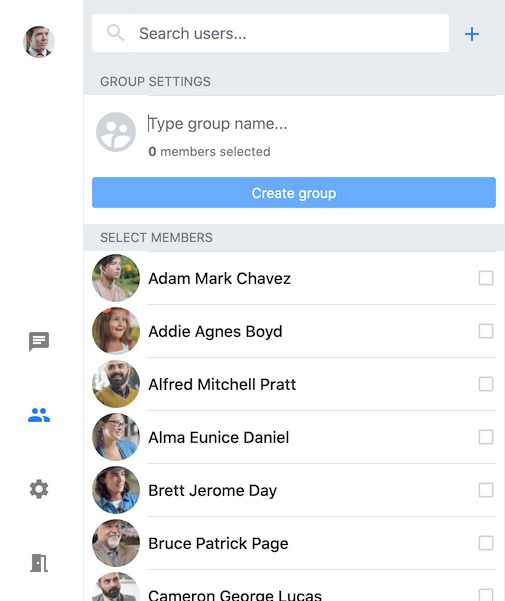 Search users...
GROUP SETTINGS
Type group name...
0 members selected
Create group
SELECT MEMBERS
Adam Mark Chavez
Addie Agnes Boyd
Alfred Mitchell Pratt
Alma Eunice Daniel
Brett Jerome Day
Bruce Patrick Page
Cameron George Lucas